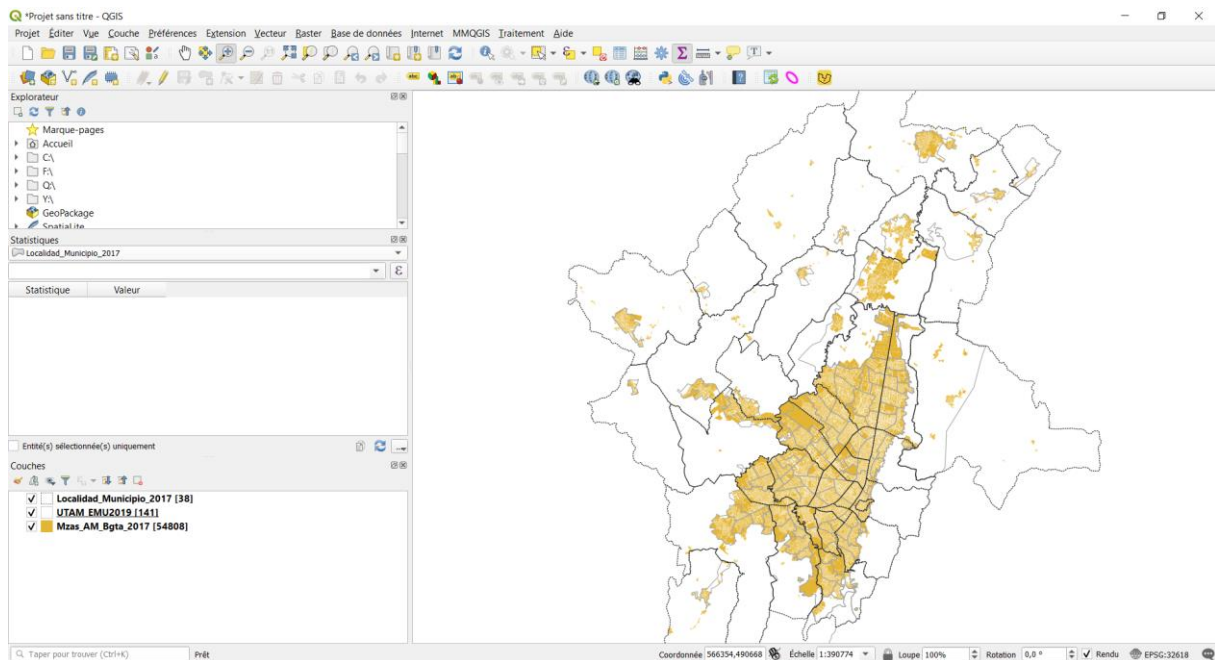 *Projet sans titre - QGIS
Projet Éditer Vue Couche Préférences Extension Vecteur Raster Base de données Internet MMQGIS Traitement Aide
Explorateur
Marque-pages
Accueil
C:\
F:\
Q:\
Y:\
GeoPackage
SpatiaLite
Statistiques
Localidad_Municipio_2017
Statistique Valeur
Entité(s) sélectionnée(s) uniquement
Couches
Localidad_Municipio_2017 [38]
UTAM_EMU2019 [141]
Mzas_AM_Bgta_2017 [54808]
Taper pour trouver (Ctrl+K) Prêt Coordonnée 566354,490668 Échelle 1:390774 Loupe 100% Rotation 0,0 ° Rendu EPSG:32618